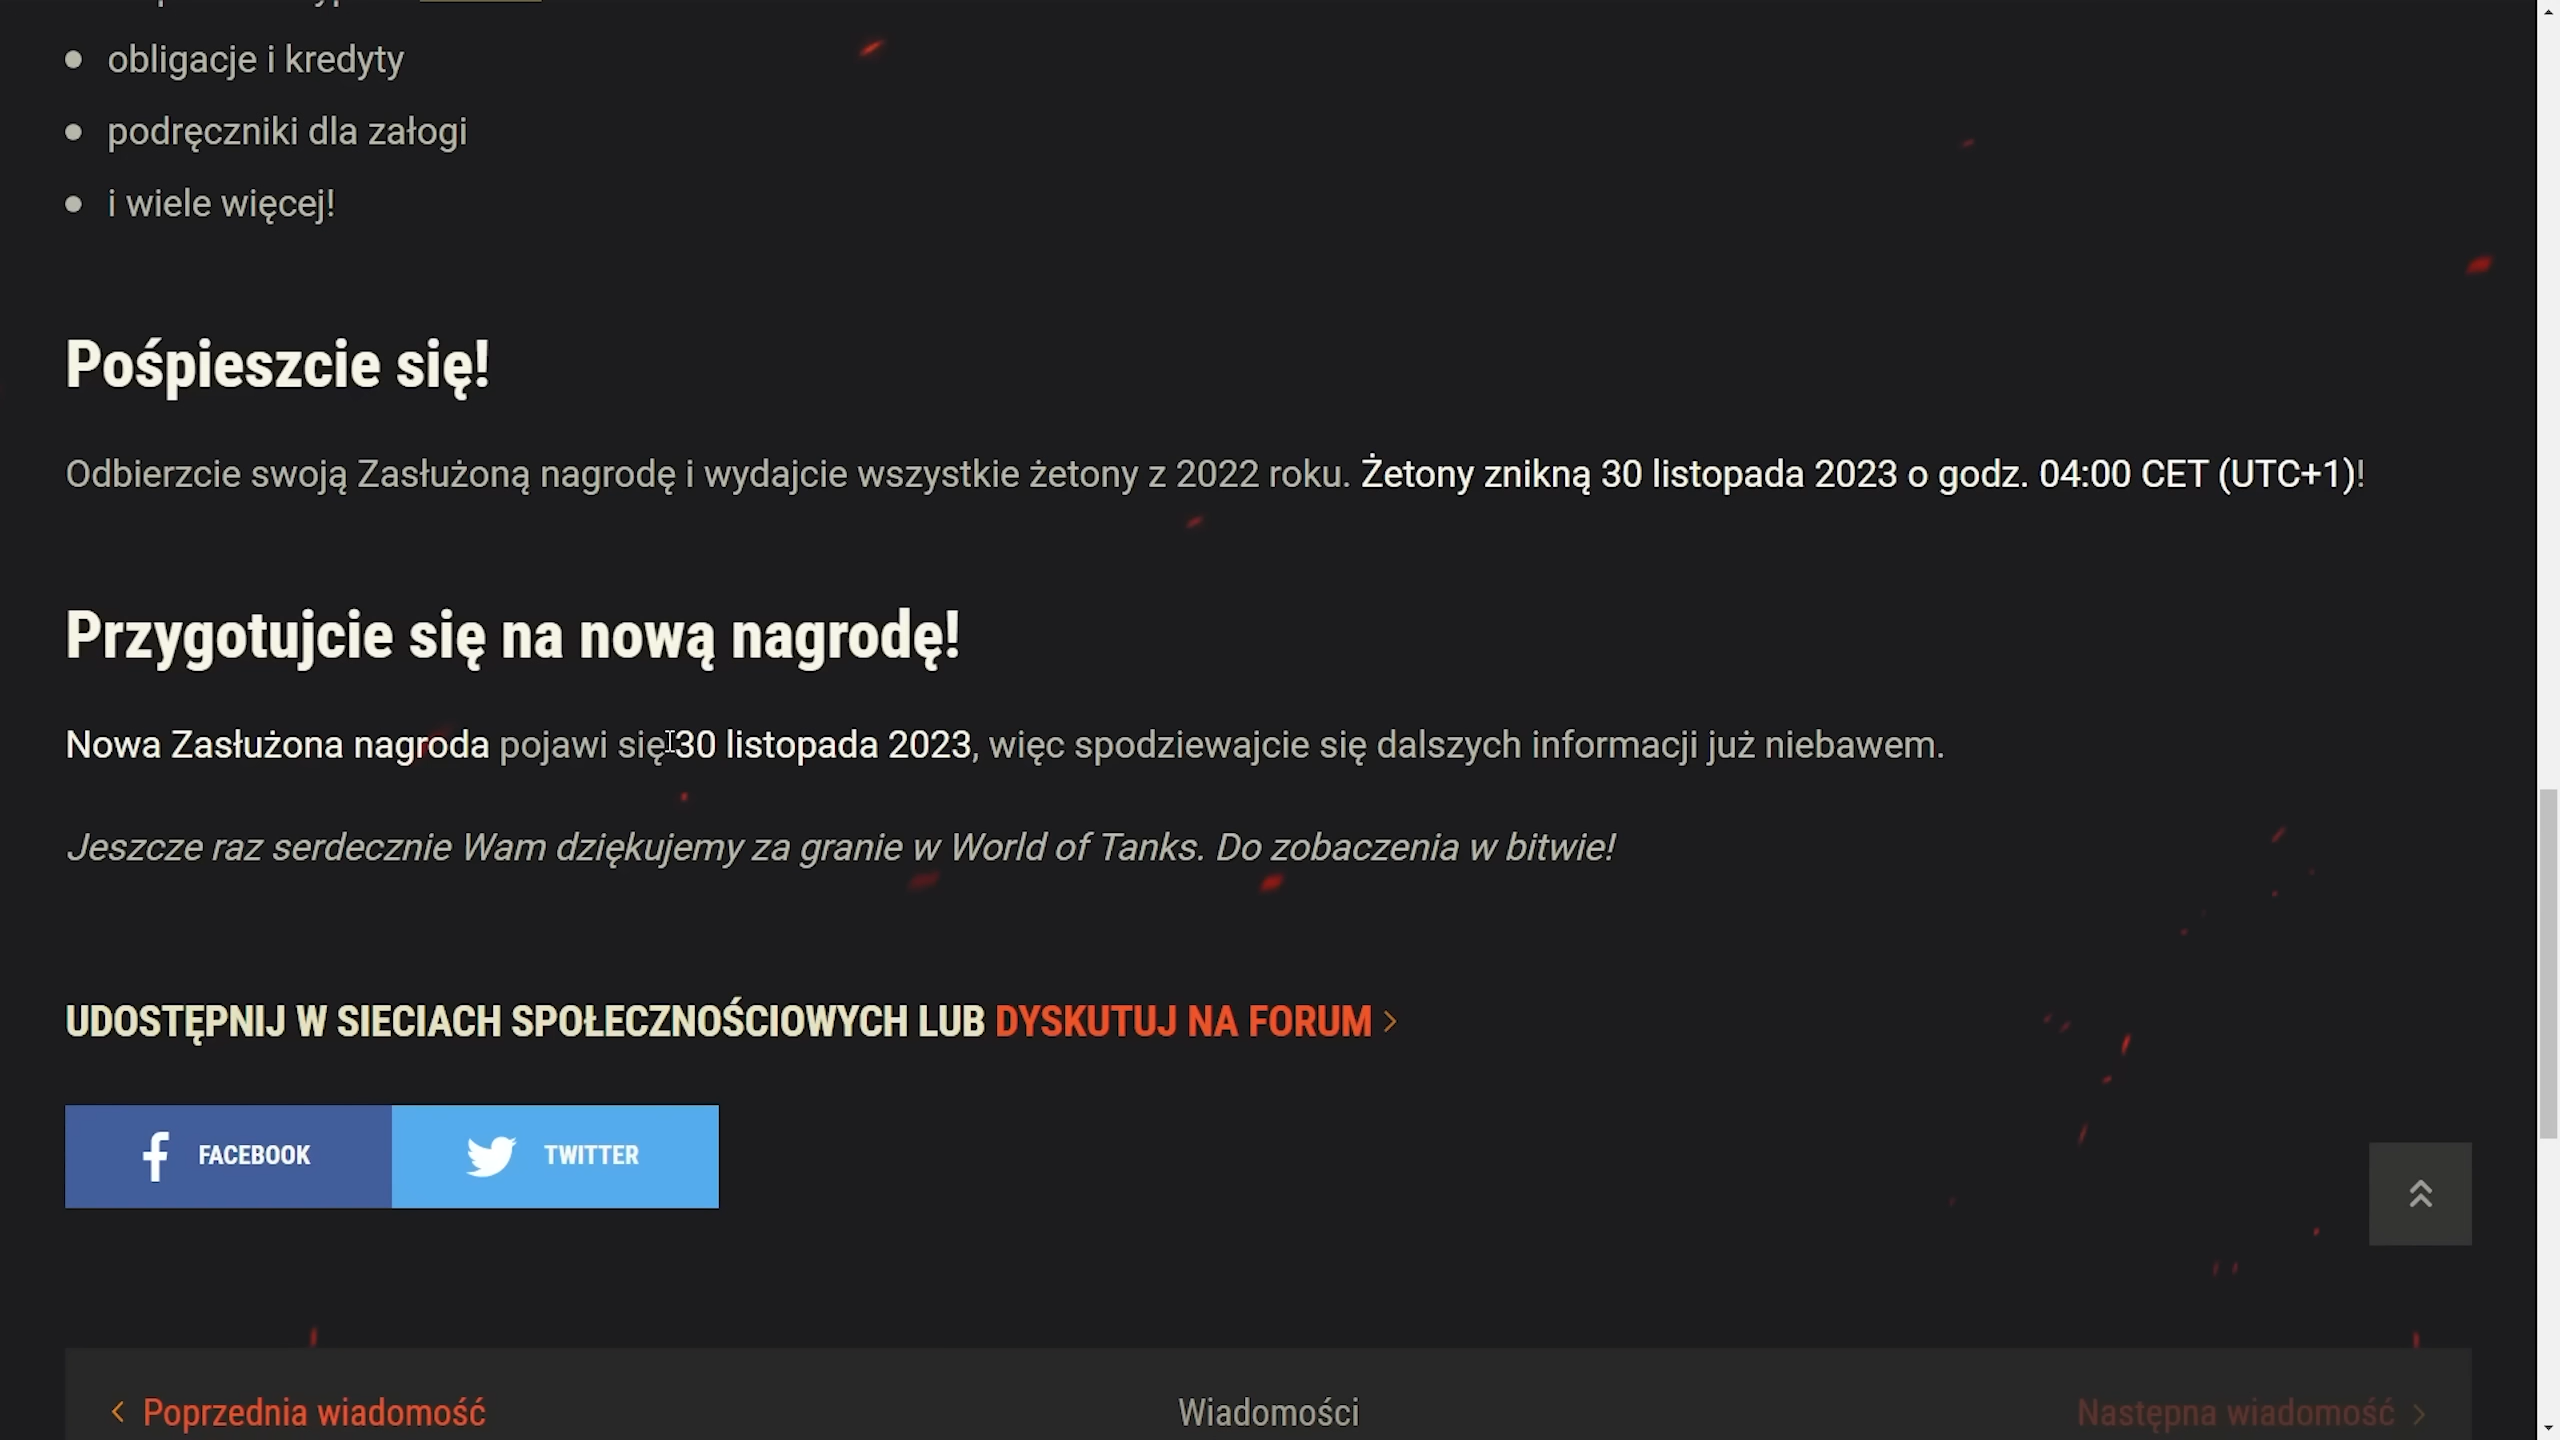 obligacje i kredyty
podręczniki dla załogi
i wiele więcej!
Pośpieszcie się!
Odbierzcie swoją Zasłużoną nagrodę i wydajcie wszystkie żetony z 2022 roku. Żetony znikną 30 listopada 2023 o godz. 04:00 CET (UTC+1)!
Przygotujcie się na nową nagrodę!
Nowa Zasłużona nagroda pojawi się 30 listopada 2023, więc spodziewajcie się dalszych informacji już niebawem.
Jeszcze raz serdecznie Wam dziękujemy za granie w World of Tanks. Do zobaczenia w bitwie!
UDOSTĘPNIJ W SIECIACH SPOŁECZNOŚCIOWYCH LUB DYSKUTUJ NA FORUM
FACEBOOK TWITTER
Poprzednia wiadomość Wiadomości Następna wiadomość